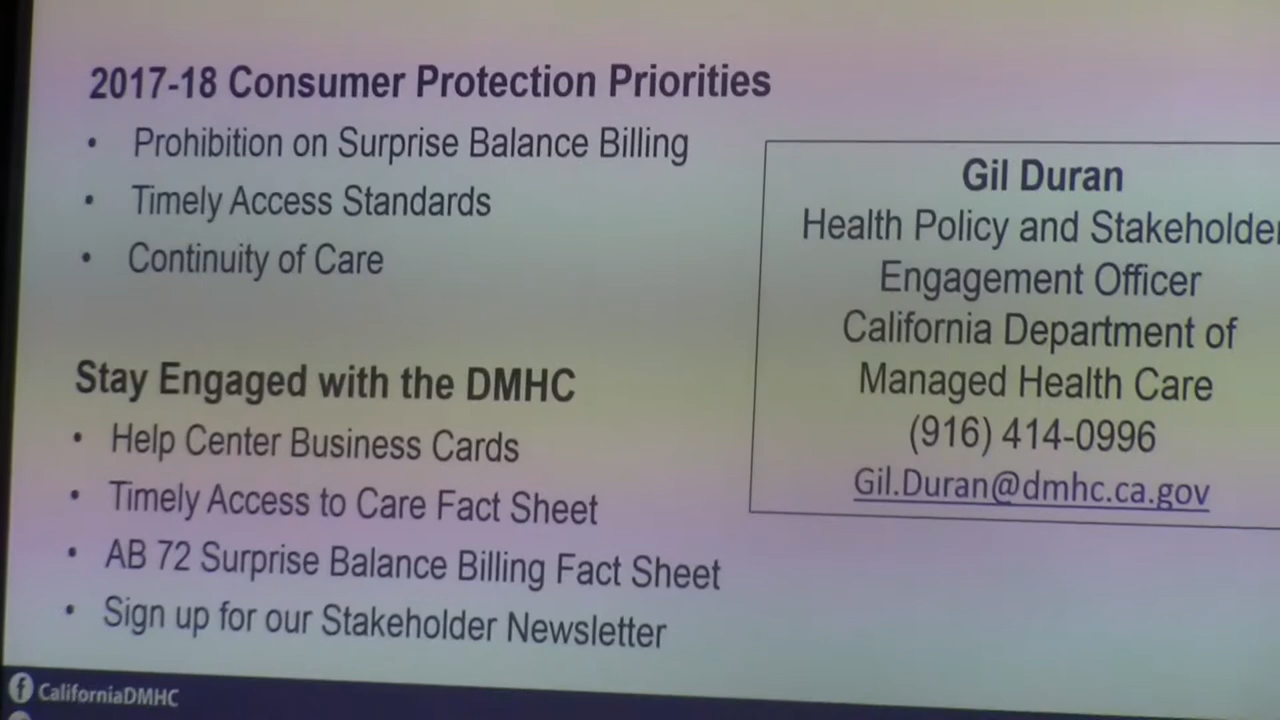 2017-18 Consumer Protection Priorities
• Prohibition on Surprise Balance Billing
• Timely Access Standards
• Continuity of Care
Stay Engaged with the DMHC
• Help Center Business Cards
• Timely Access to Care Fact Sheet
• AB 72 Surprise Balance Billing Fact Sheet
• Sign up for our Stakeholder Newsletter
Gil Duran
Health Policy and Stakeholder
Engagement Officer
California Department of
Managed Health Care
(916) 414-0996
Gil.Duran@dmhc.ca.gov
CaliforniaDMHC